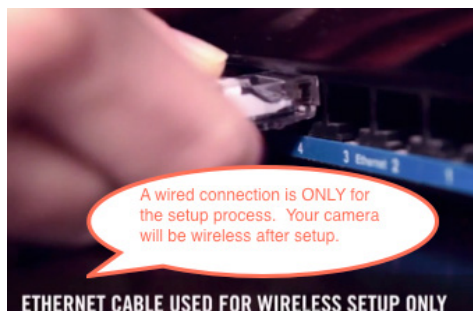 4 3 Ethernet 2 1
A wired connection is ONLY for
the setup process. Your camera
will be wireless after setup.
ETHERNET CABLE USED FOR WIRELESS SETUP ONLY